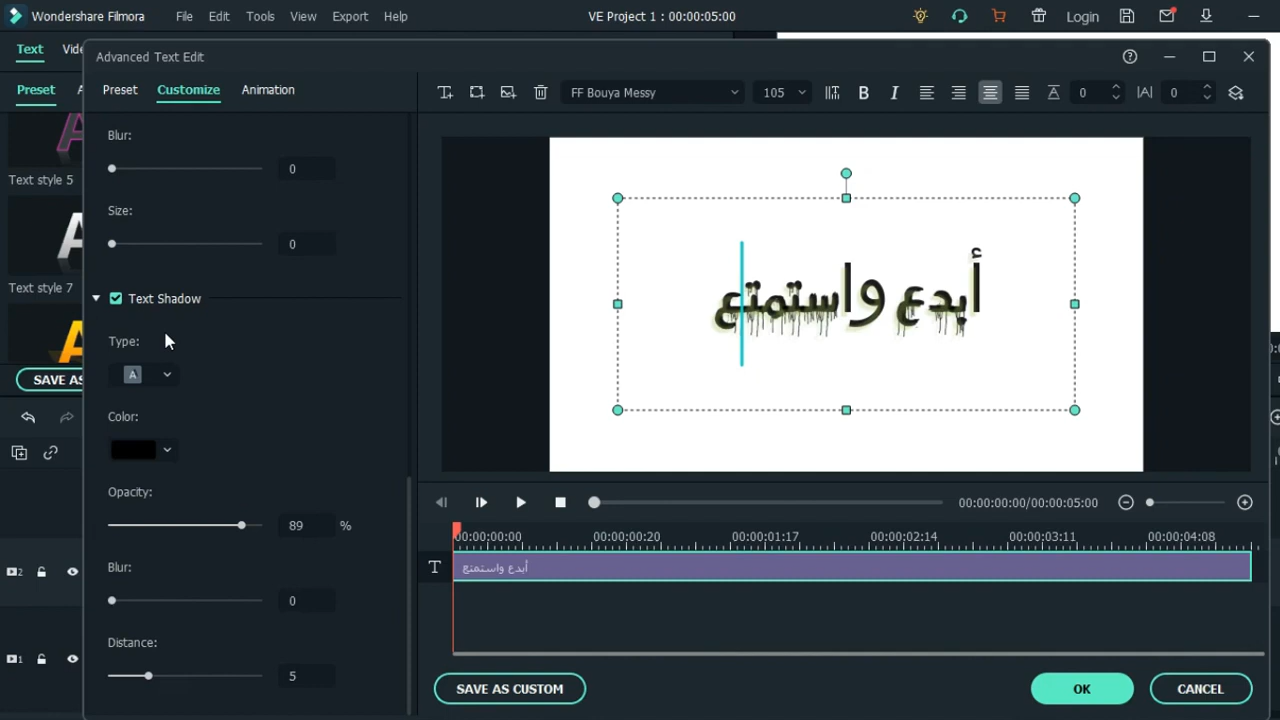 Wondershare Filmora File Edit Tools View Export Help VE Project 1 : 00:00:05:00 Login
Text Vid
Advanced Text Edit
Preset A
Preset Customize Animation
FF Bouya Messy 105 B I 0 0
Blur:
0
Text style 5
Size:
0
Text style 7
Text Shadow
Type:
A
SAVE AS
Color:
Opacity:
89 %
Blur:
0
Distance:
5
أبدع واستمتع
00:00:00:00/00:00:05:00
00:00:00:00 00:00:00:20 00:00:01:17 00:00:02:14 00:00:03:11 00:00:04:08
T أبدع واستمتع
2
1
SAVE AS CUSTOM OK CANCEL